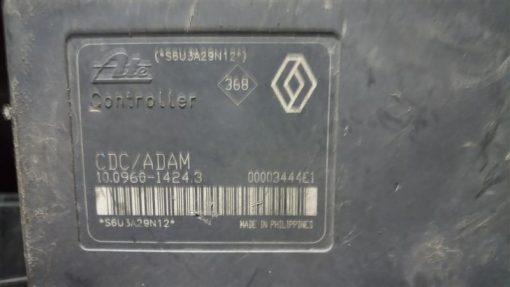 (*S6U3A29N12*)
Ate
368
Controller
CDC/ADAM
10.0960-1424.3 00003444E1
*S6U3A29N12* MADE IN PHILIPPINES